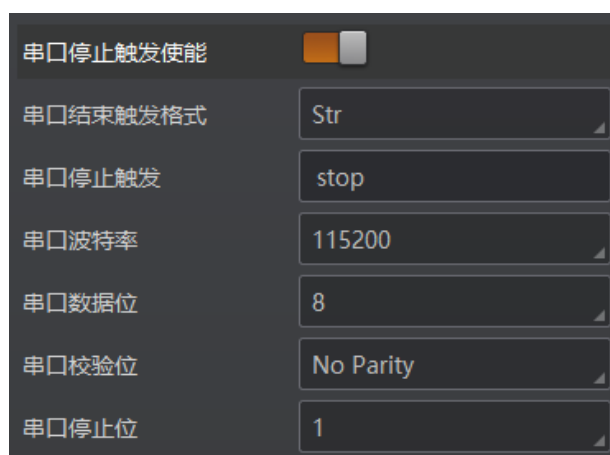 串口停止触发使能
串口结束触发格式 Str
串口停止触发 stop
串口波特率 115200
串口数据位 8
串口校验位 No Parity
串口停止位 1